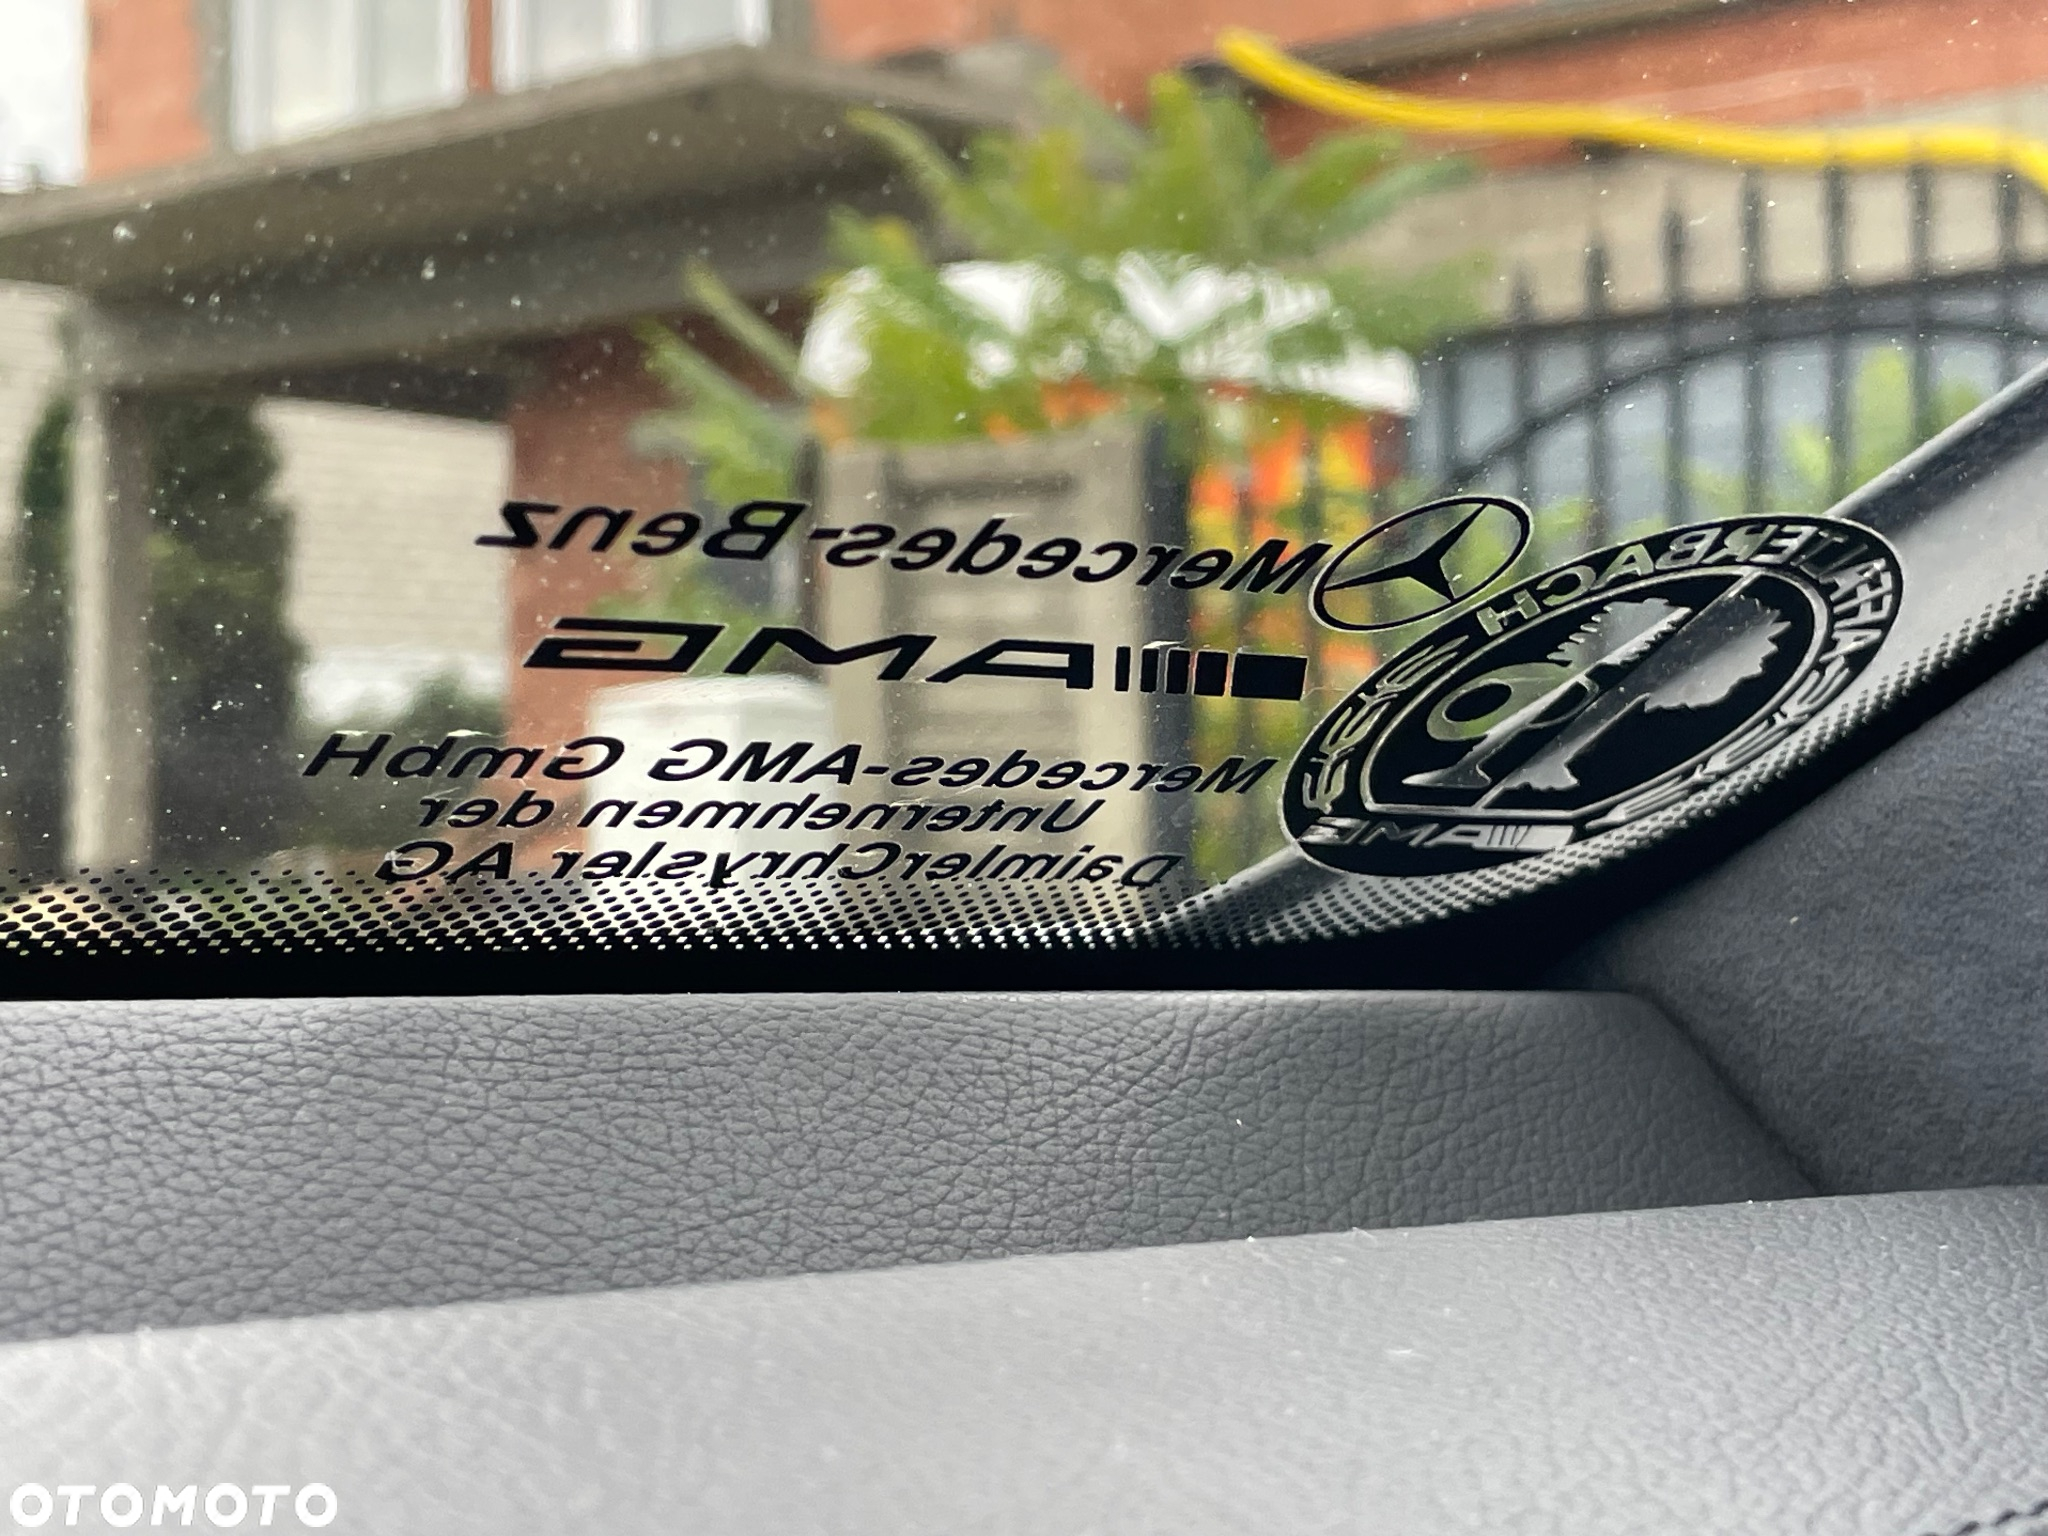 Mercedes-Benz
AMG
Mercedes-AMG GmbH
Unternehmen der
DaimlerChrysler AG
AFFALTERBACH
AMG
OTOMOTO